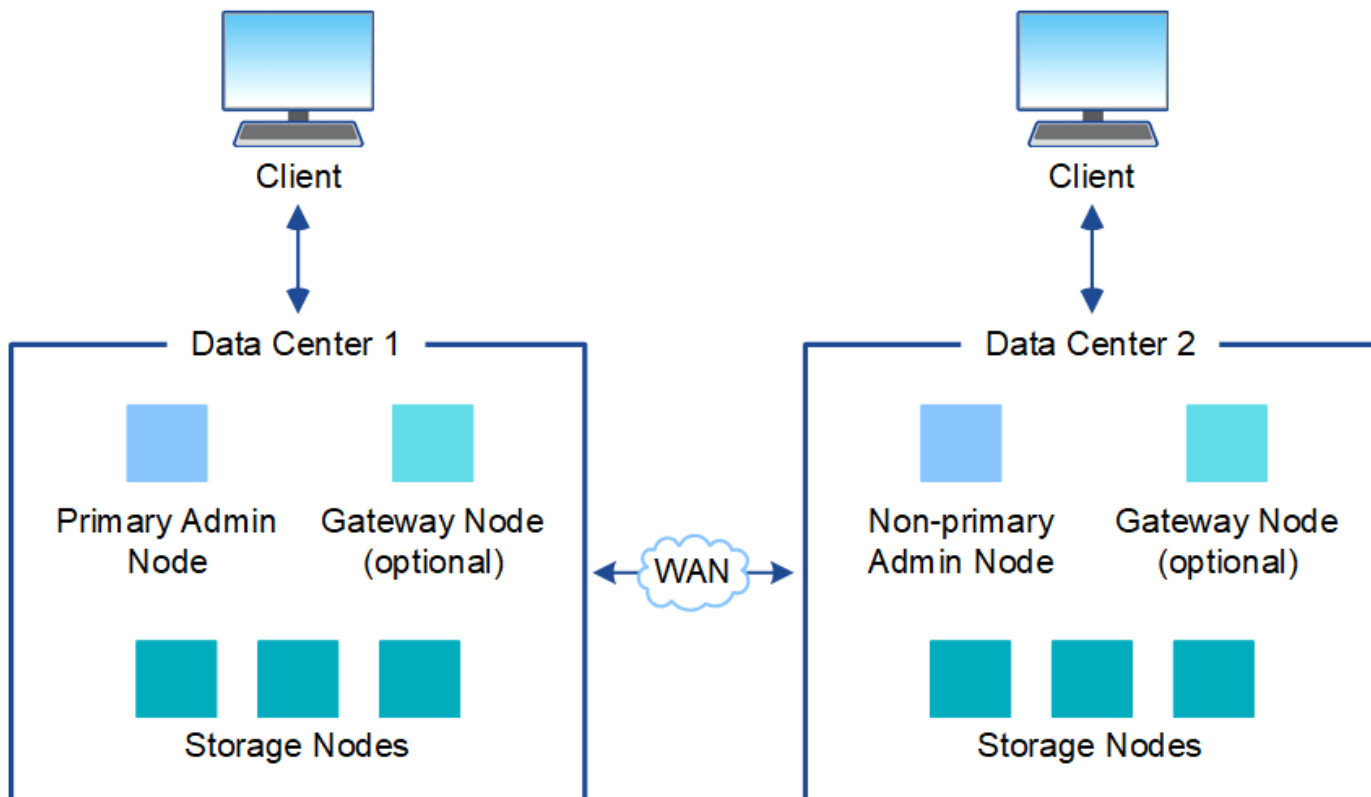 Client
Client
Data Center 1
Data Center 2
Primary Admin
Node
Gateway Node
(optional)
Non-primary
Admin Node
Gateway Node
(optional)
WAN
Storage Nodes
Storage Nodes